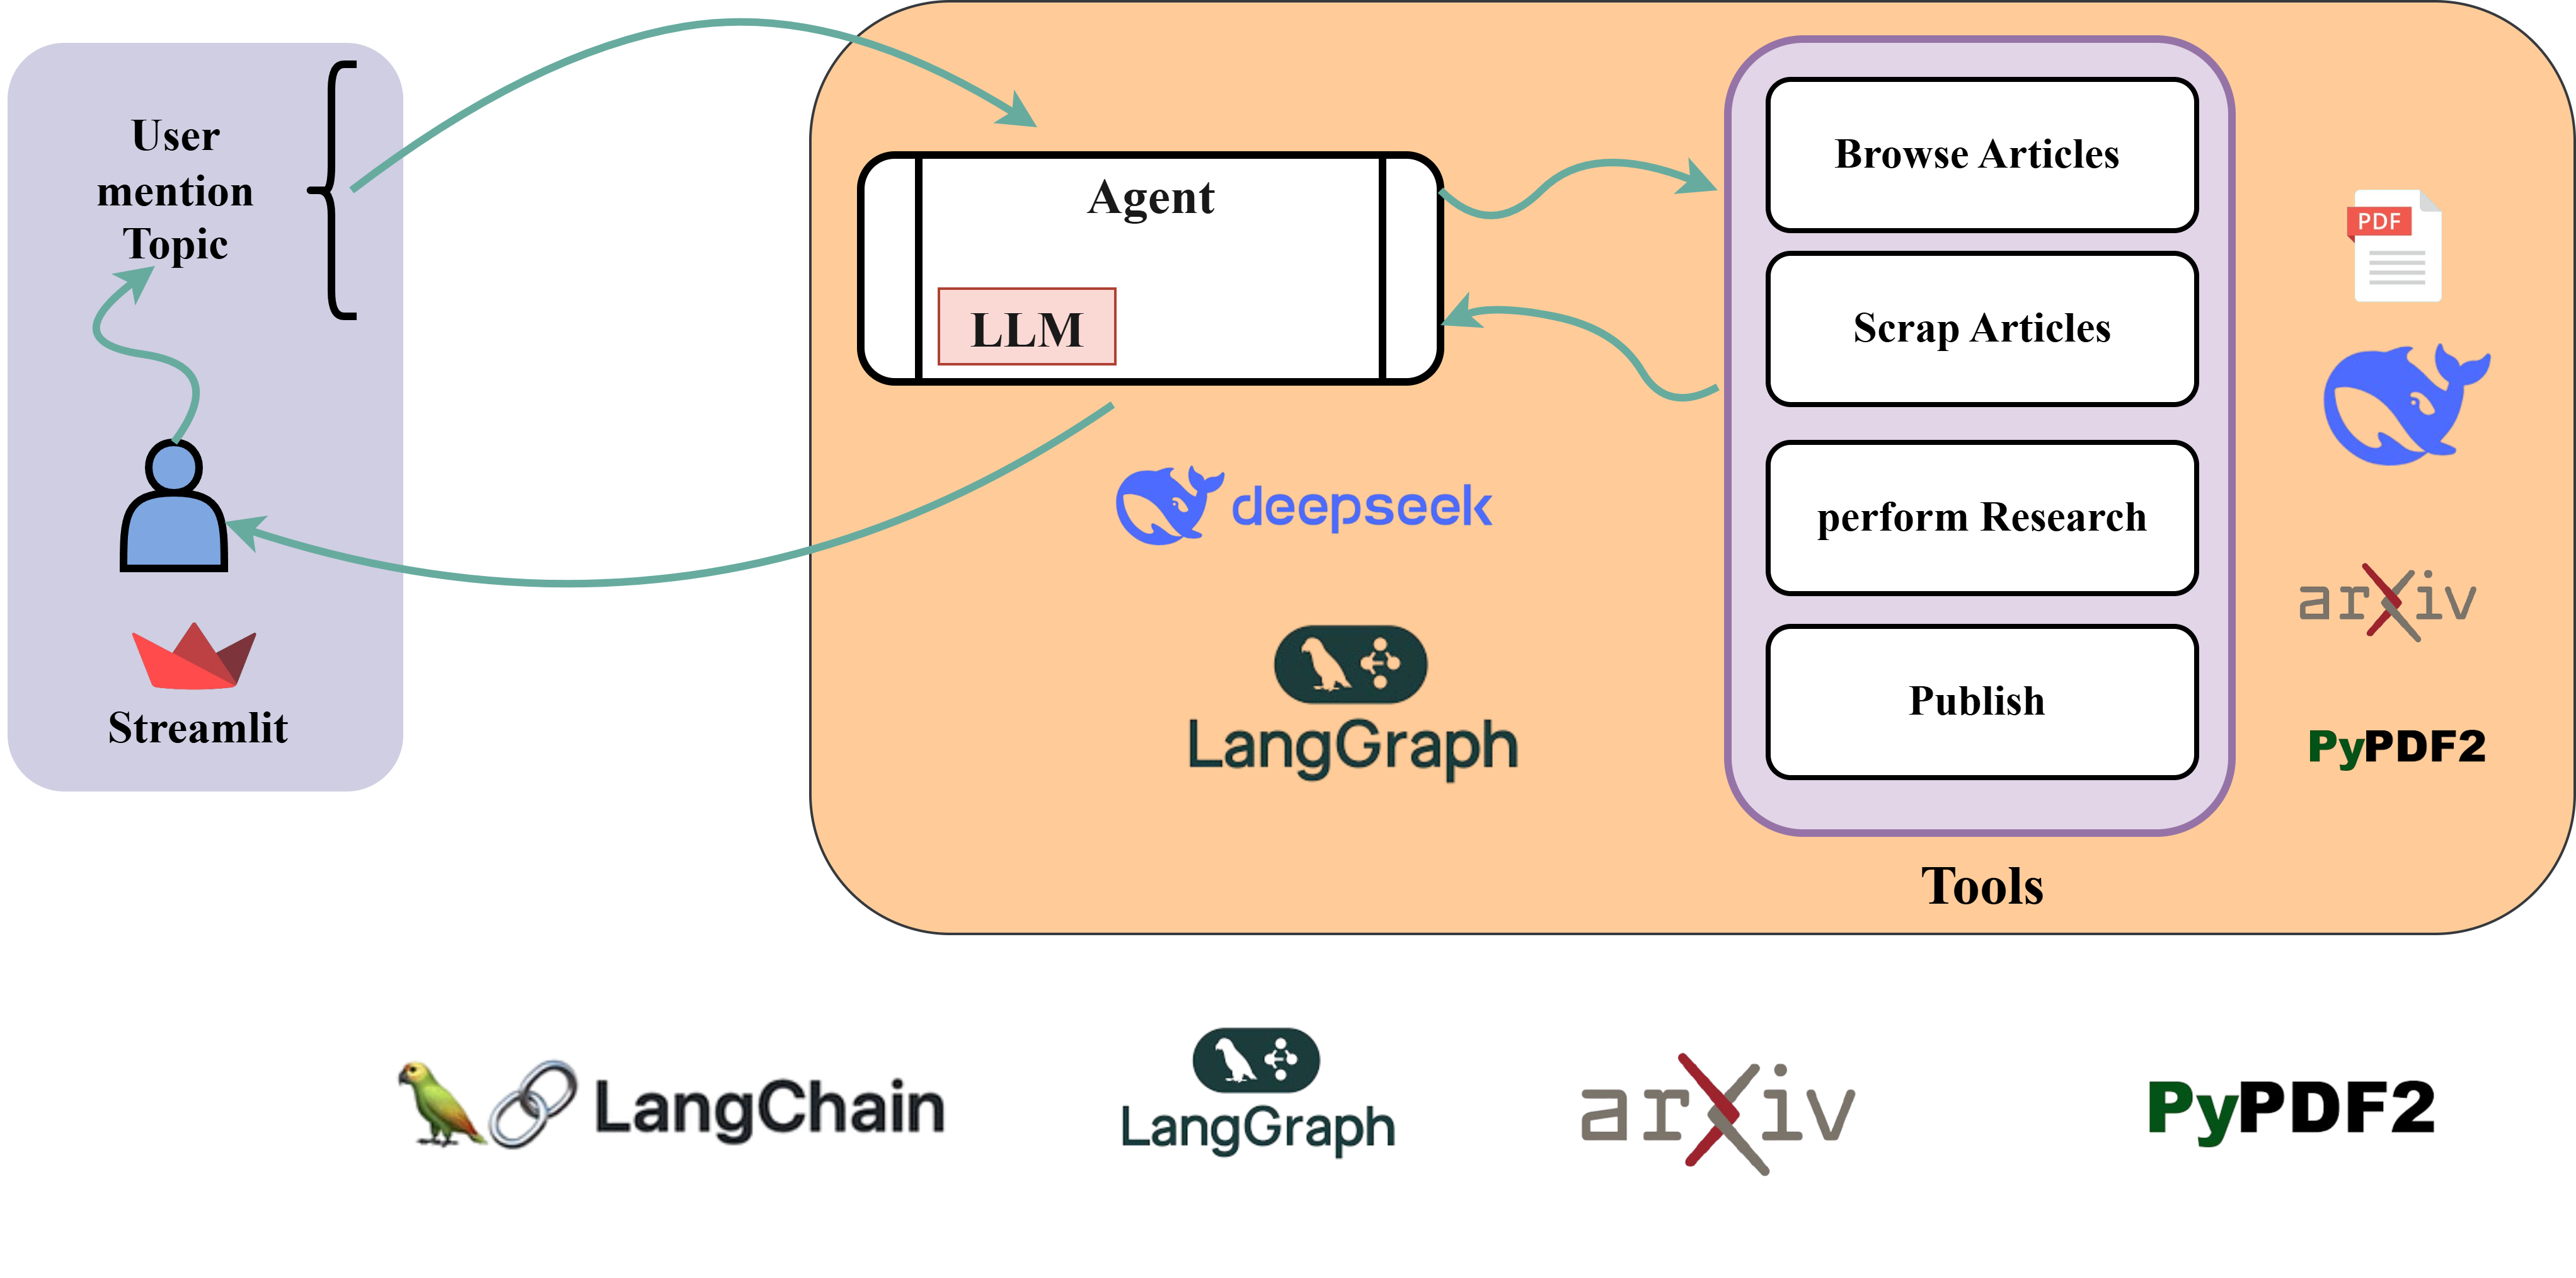 User
mention
Topic
Streamlit
Agent
LLM
deepseek
LangGraph
Browse Articles
Scrap Articles
perform Research
Publish
Tools
PDF
arXiv
PyPDF2
LangChain
LangGraph
arXiv
PyPDF2